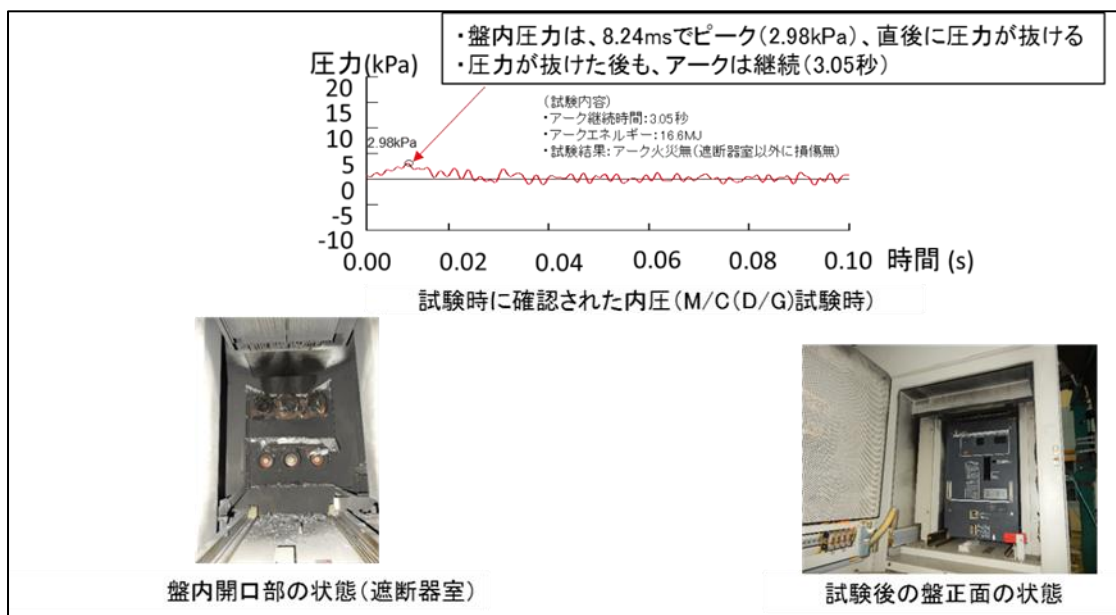 ・盤内圧力は、8.24msでピーク(2.98kPa)、直後に圧力が抜ける
・圧力が抜けた後も、アークは継続(3.05秒)
圧力(kPa)
20
15
10
5
0
-5
-10
2.98kPa
(試験内容)
・アーク継続時間:3.05秒
・アークエネルギー:16.6MJ
・試験結果:アーク火災無(遮断器室以外に損傷無)
0.00 0.02 0.04 0.06 0.08 0.10 時間 (s)
試験時に確認された内圧(M/C(D/G)試験時)
盤内開口部の状態(遮断器室)
試験後の盤正面の状態